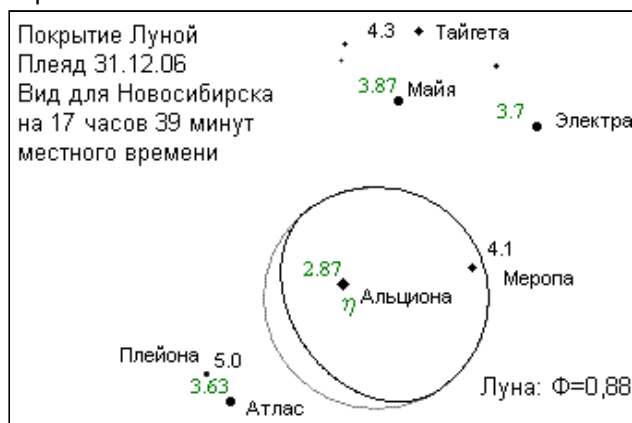 Покрытие Луной
Плеяд 31.12.06
Вид для Новосибирска
на 17 часов 39 минут
местного времени
4.3 Тайгета
3.87 Майя
3.7 Электра
4.1
Меропа
2.87
Альциона
η
Плейона 5.0
3.63
Атлас
Луна: Ф=0,88